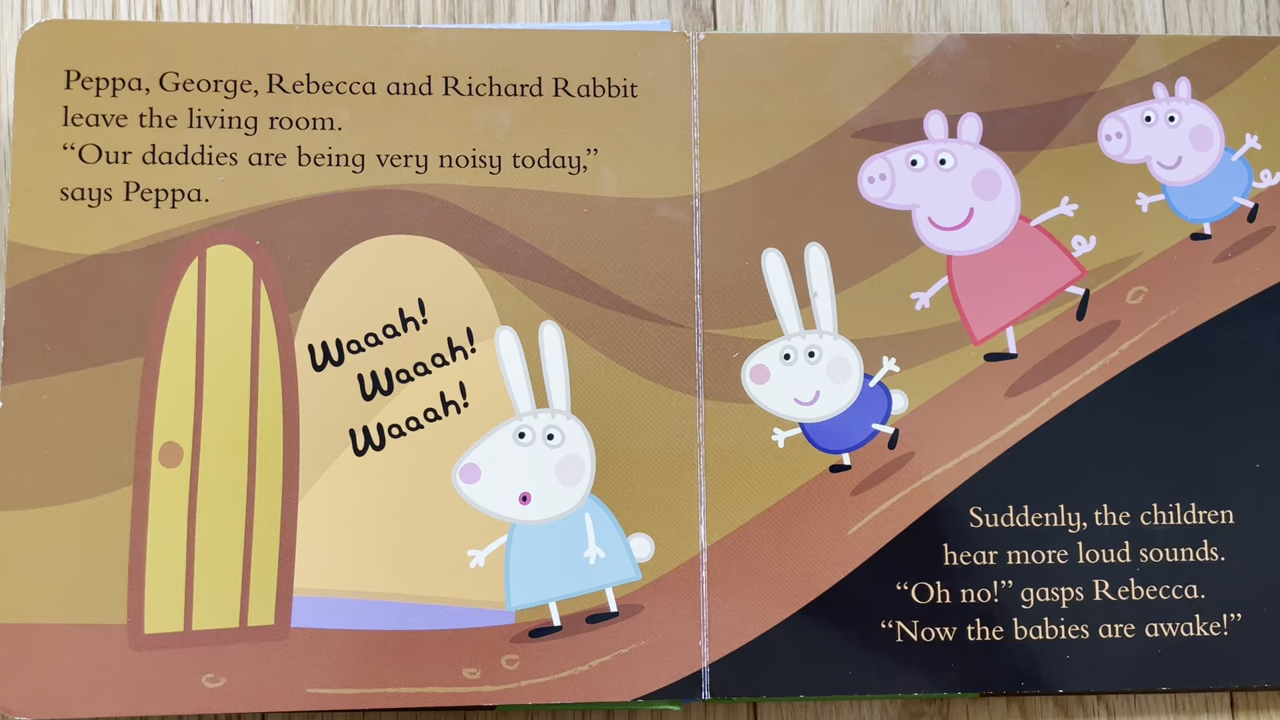 Peppa, George, Rebecca and Richard Rabbit
leave the living room.
“Our daddies are being very noisy today,”
says Peppa.
Waaah!
Waaah!
Waaah!
Suddenly, the children
hear more loud sounds.
“Oh no!” gasps Rebecca.
“Now the babies are awake!”